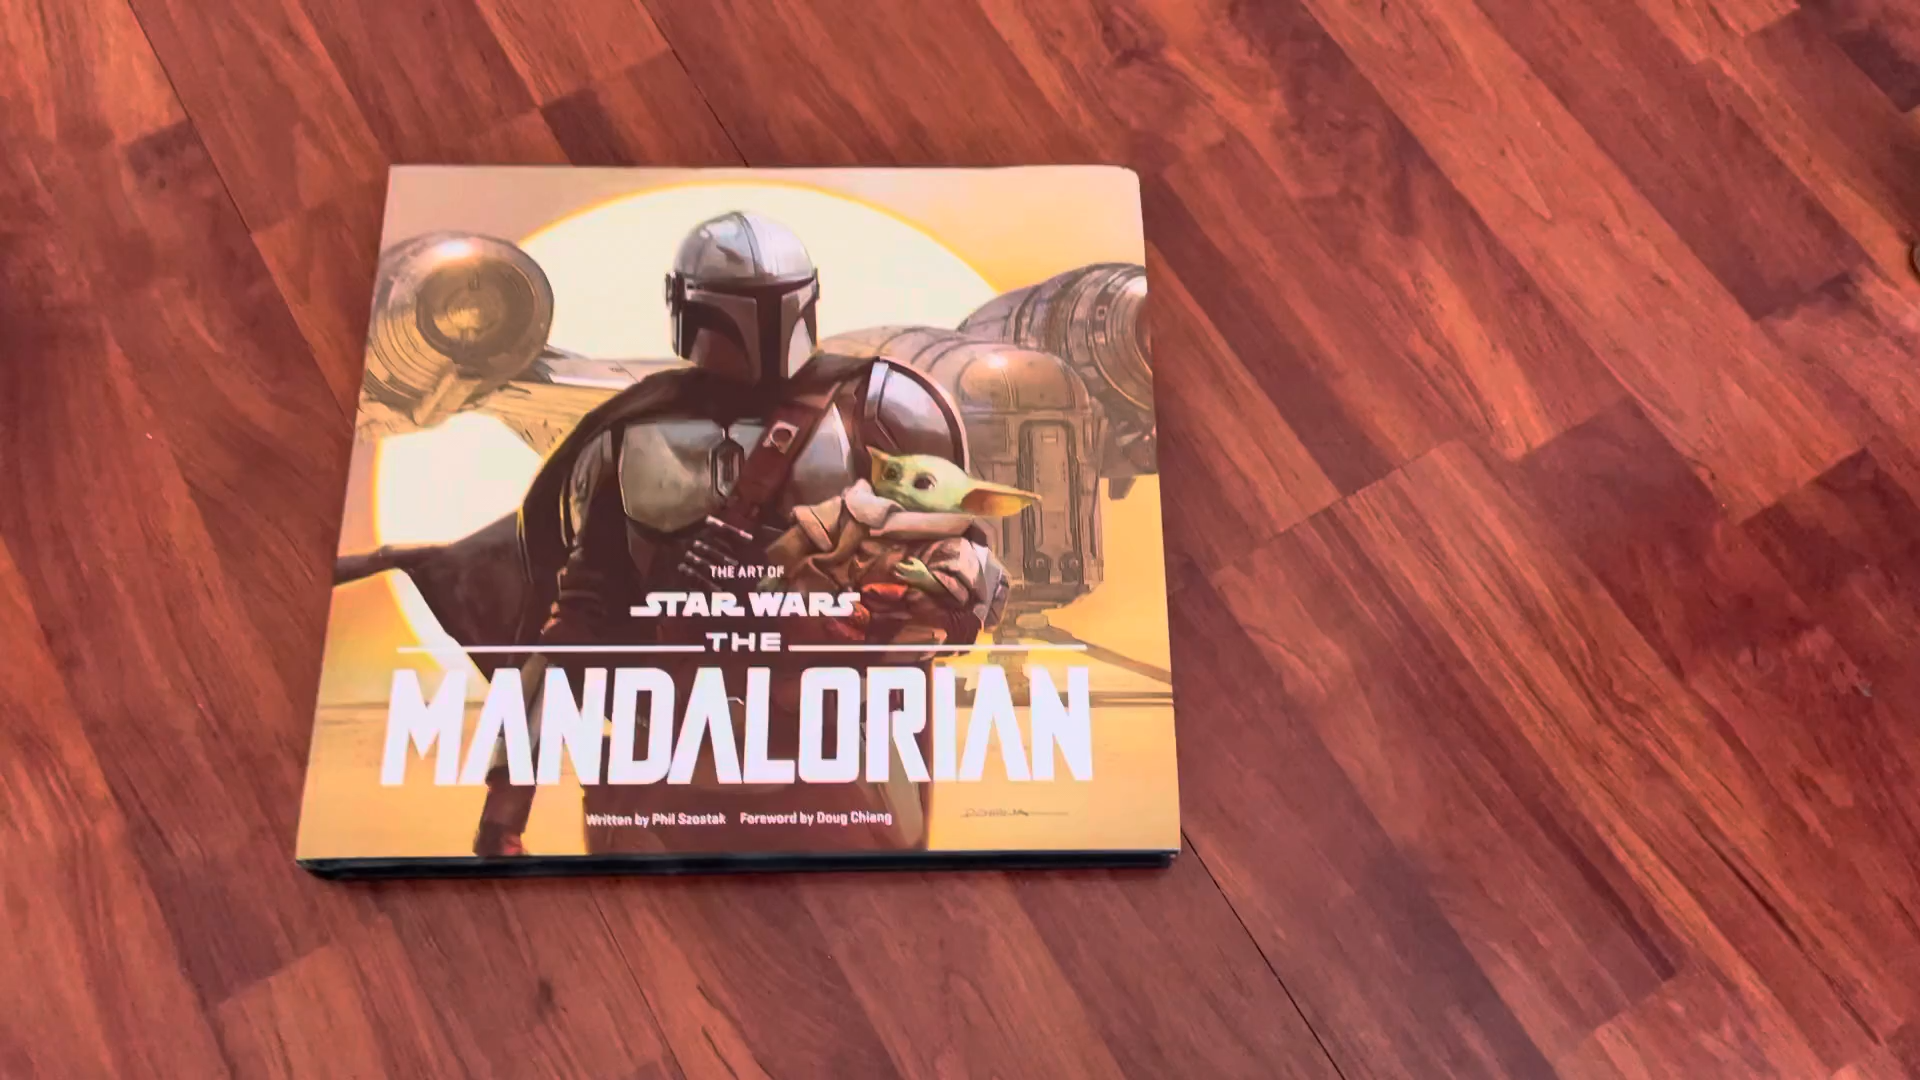 THE ART OF
STAR WARS
THE
MANDALORIAN
Written by Phil Szostak Foreword by Doug Chiang